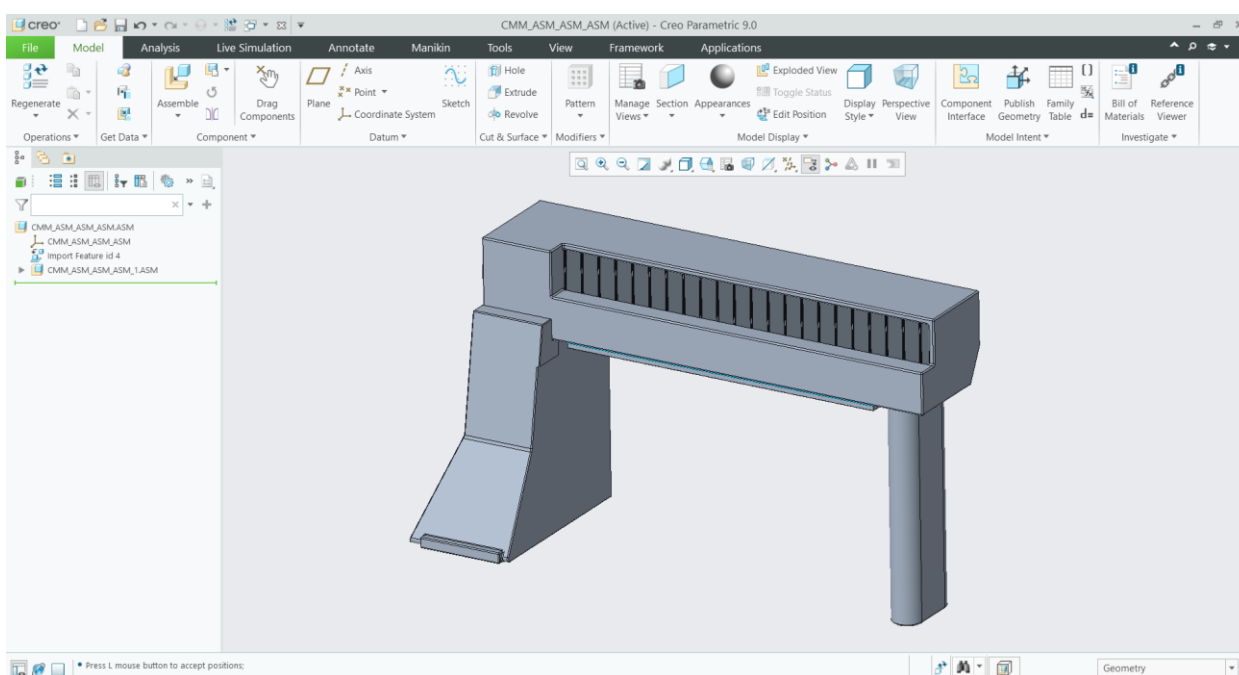 creo CMM_ASM_ASM_ASM (Active) - Creo Parametric 9.0
File Model Analysis Live Simulation Annotate Manikin Tools View Framework Applications
Regenerate
Operations
Get Data
Assemble
Drag Components
Component
Plane
Axis
Point
Coordinate System
Sketch
Datum
Hole
Extrude
Revolve
Cut & Surface
Pattern
Modifiers
Manage Views
Section
Appearances
Exploded View
Toggle Status
Edit Position
Display Style
Perspective View
Model Display
Component Interface
Publish Geometry
Family Table
d=
Model Intent
Bill of Materials
Reference Viewer
Investigate
CMM_ASM_ASM_ASM.ASM
CMM_ASM_ASM_ASM
Import Feature id 4
CMM_ASM_ASM_ASM_1.ASM
Press L mouse button to accept positions;
Geometry